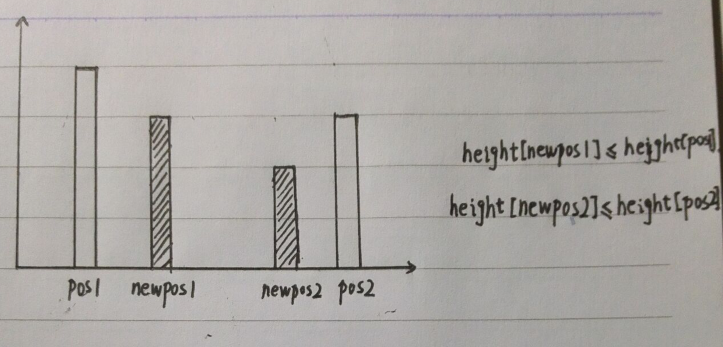 height[newpos1] ≤ height[pos1]
height[newpos2] ≤ height[pos2]
pos1 newpos1 newpos2 pos2